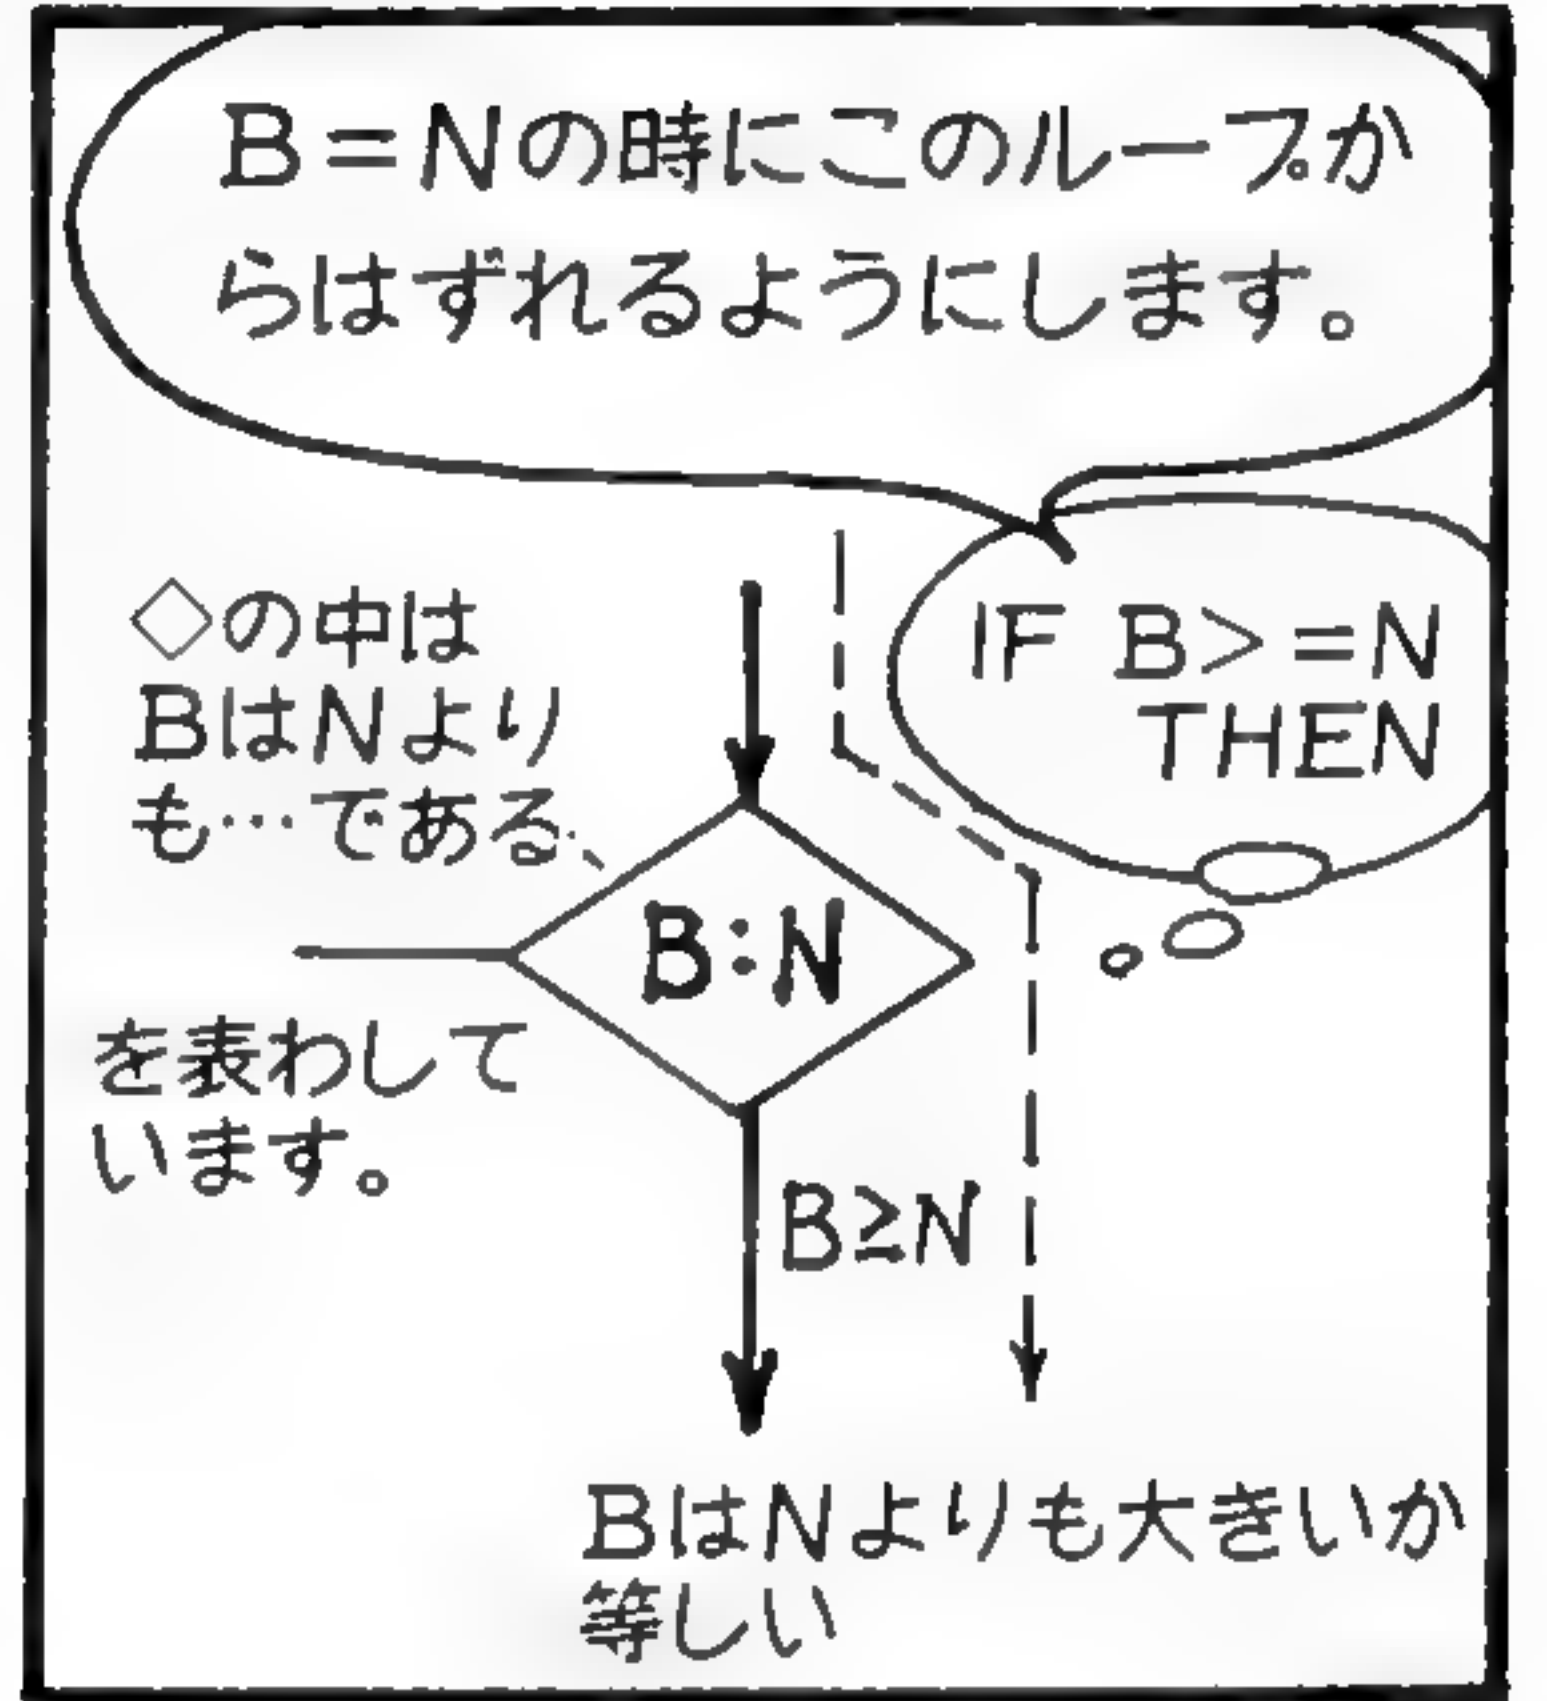 B=Nの時にこのループか
らはずれるようにします。
IF B>=N
THEN
◇の中は
BはNより
も…である
を表わして
います。
B:N
B≧N
BはNよりも大きいか
等しい